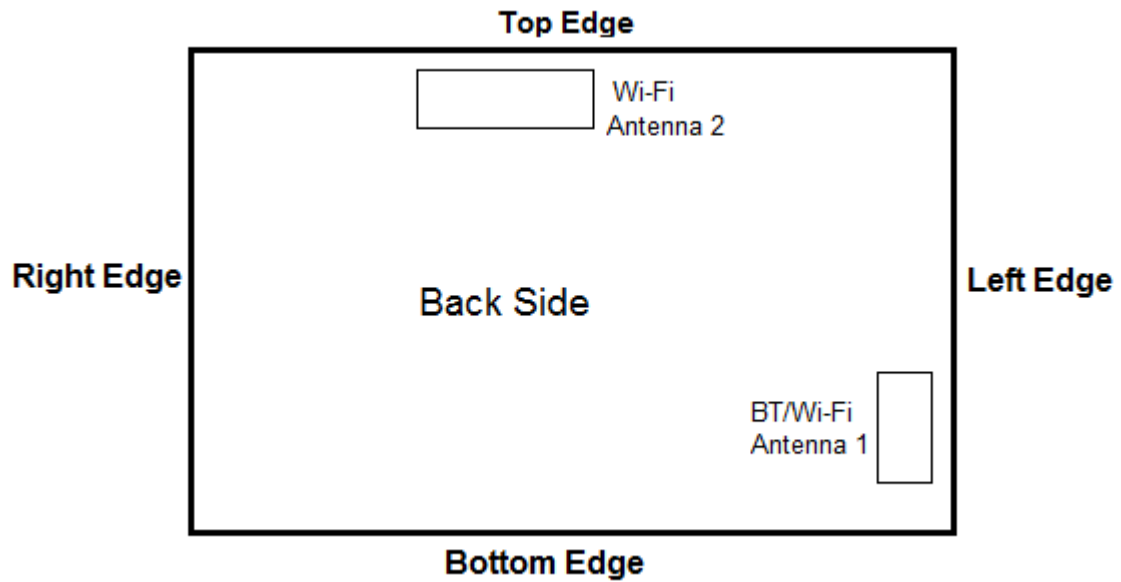 Top Edge
Wi-Fi
Antenna 2
Right Edge
Left Edge
Back Side
BT/Wi-Fi
Antenna 1
Bottom Edge